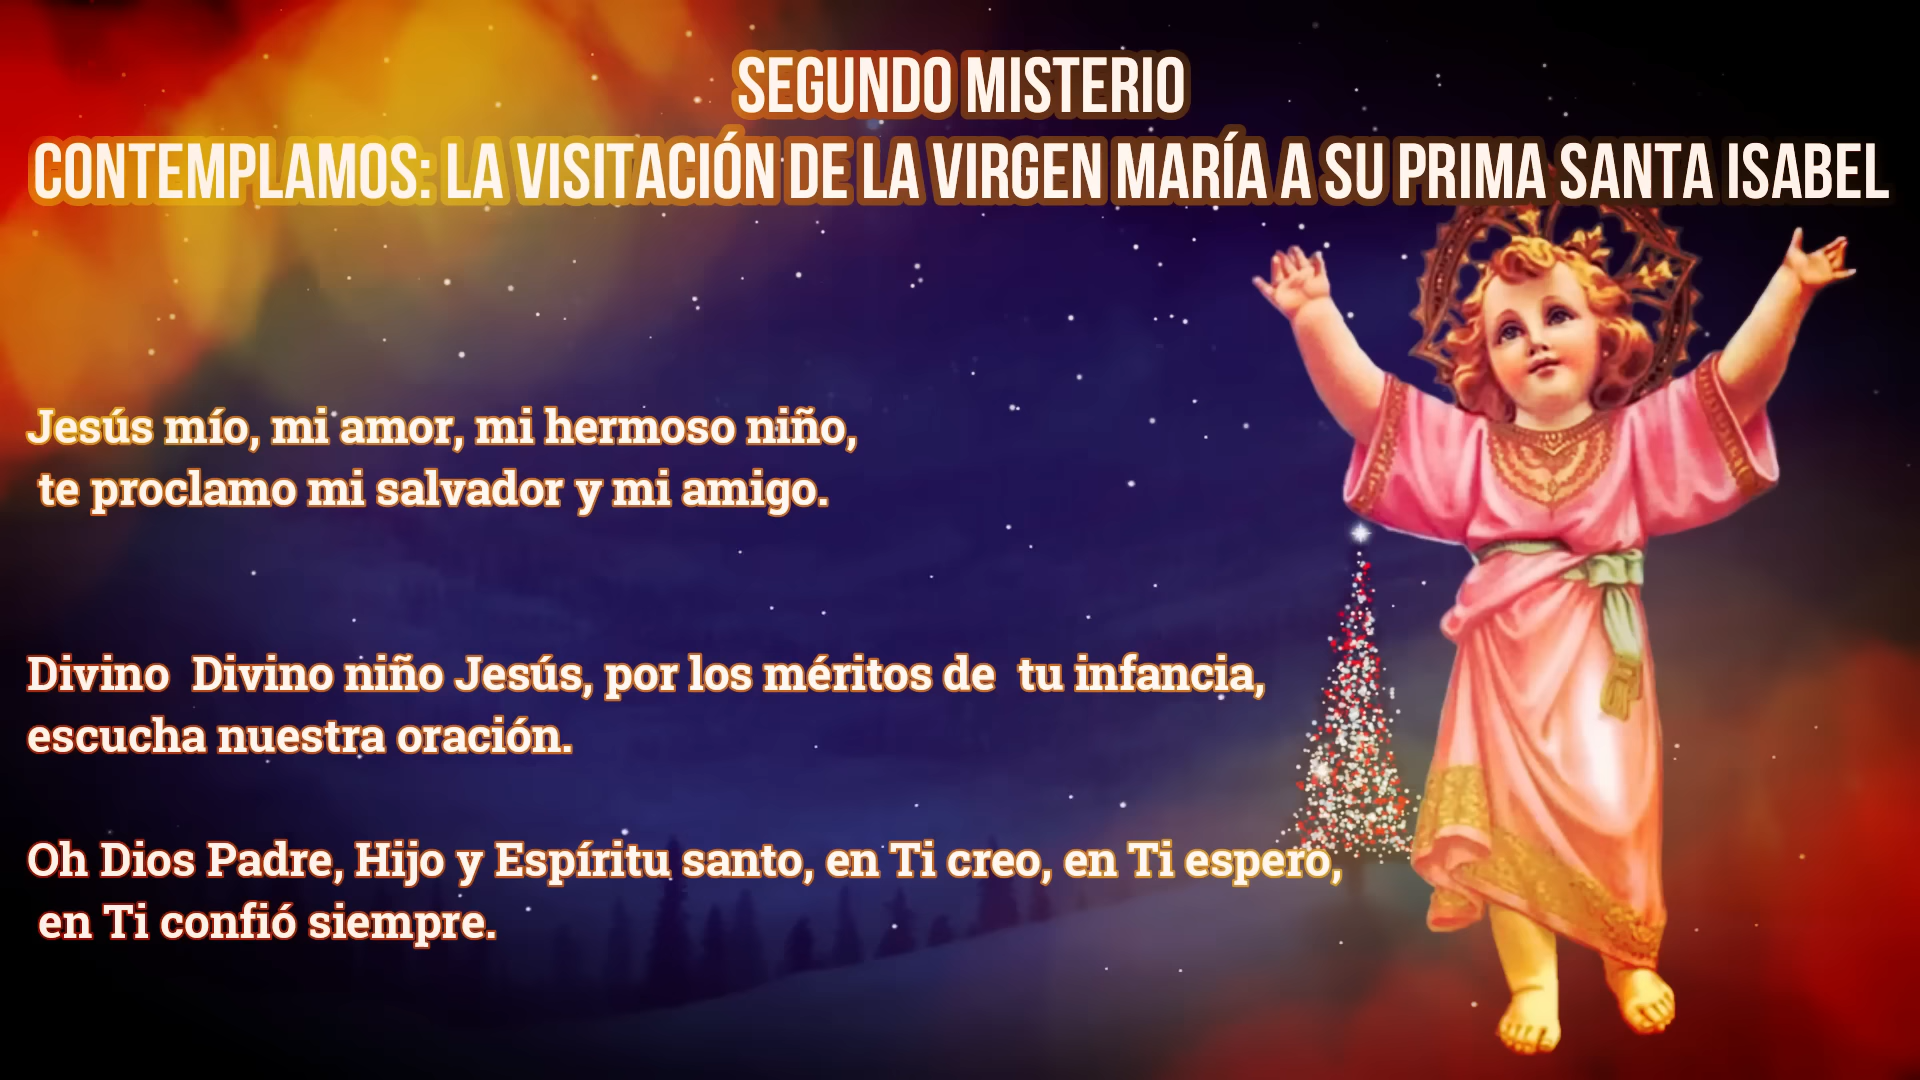 SEGUNDO MISTERIO
CONTEMPLAMOS: LA VISITACIÓN DE LA VIRGEN MARÍA A SU PRIMA SANTA ISABEL
Jesús mío, mi amor, mi hermoso niño,
te proclamo mi salvador y mi amigo.
Divino Divino niño Jesús, por los méritos de tu infancia,
escucha nuestra oración.
Oh Dios Padre, Hijo y Espíritu santo, en Ti creo, en Ti espero,
en Ti confió siempre.